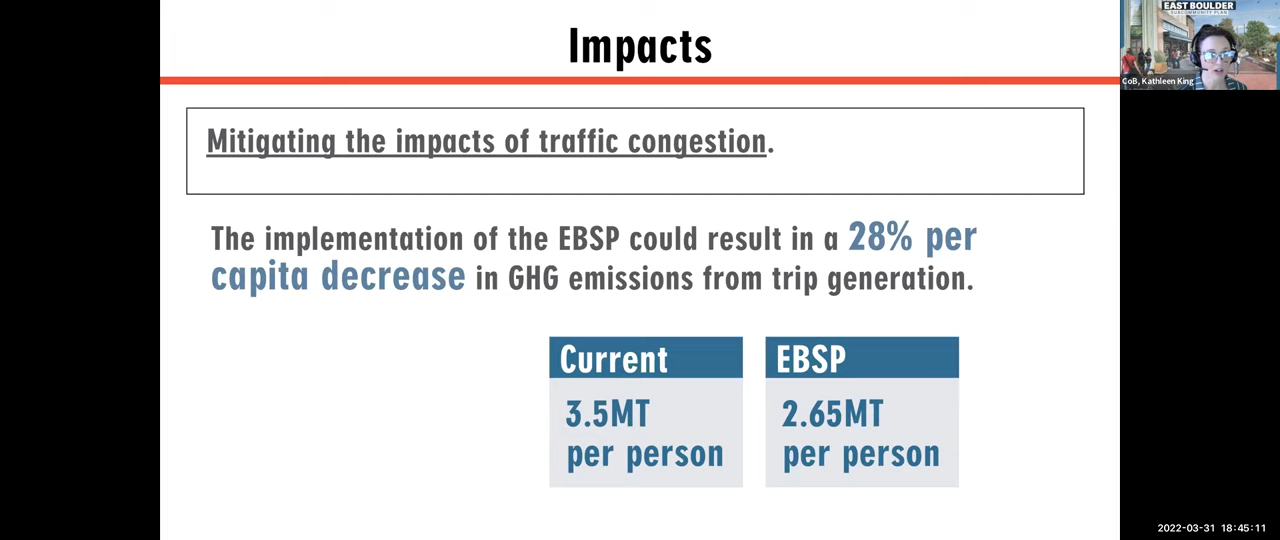 Impacts
EAST BOULDER
SUBCOMMUNITY PLAN
CoB, Kathleen King
Mitigating the impacts of traffic congestion.
The implementation of the EBSP could result in a 28% per
capita decrease in GHG emissions from trip generation.
Current
3.5MT
per person
EBSP
2.65MT
per person
2022-03-31 18:45:11